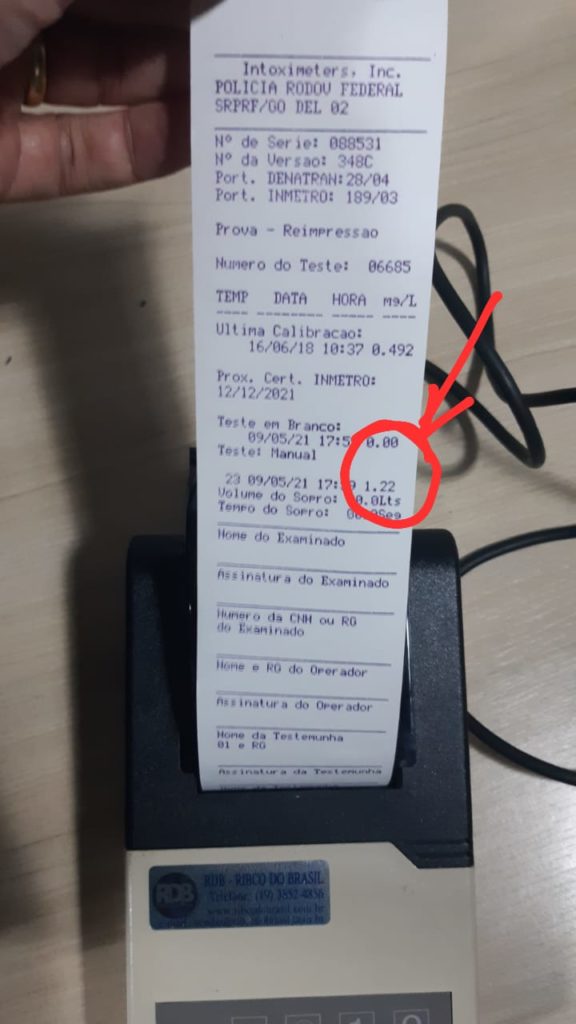 Intoximeters, Inc.
POLICIA RODOV FEDERAL
SRPRF/GO DEL 02
Nº de Serie: 088531
Nº da Versao: 348C
Port. DENATRAN:28/04
Port. INMETRO: 189/03
Prova - Reimpressao
Numero do Teste: 06685
TEMP DATA HORA mg/L
Ultima Calibracao:
16/06/18 10:37 0.492
Prox. Cert. INMETRO:
12/12/2021
Teste em Branco:
09/05/21 0.00
Teste: Manual
23 09/05/21 1.22
Volume do Sopro:
Tempo do Sopro:
Nome do Examinado
Assinatura do Examinado
Numero da CNH ou RG
do Examinado
Nome e RG do Operador
Assinatura do Operador
Nome da Testemunha
01 e RG
Assinatura da Testemunha
RDB
RDB - RIBCO DO BRASIL
Telefone: (19) 3852-4856